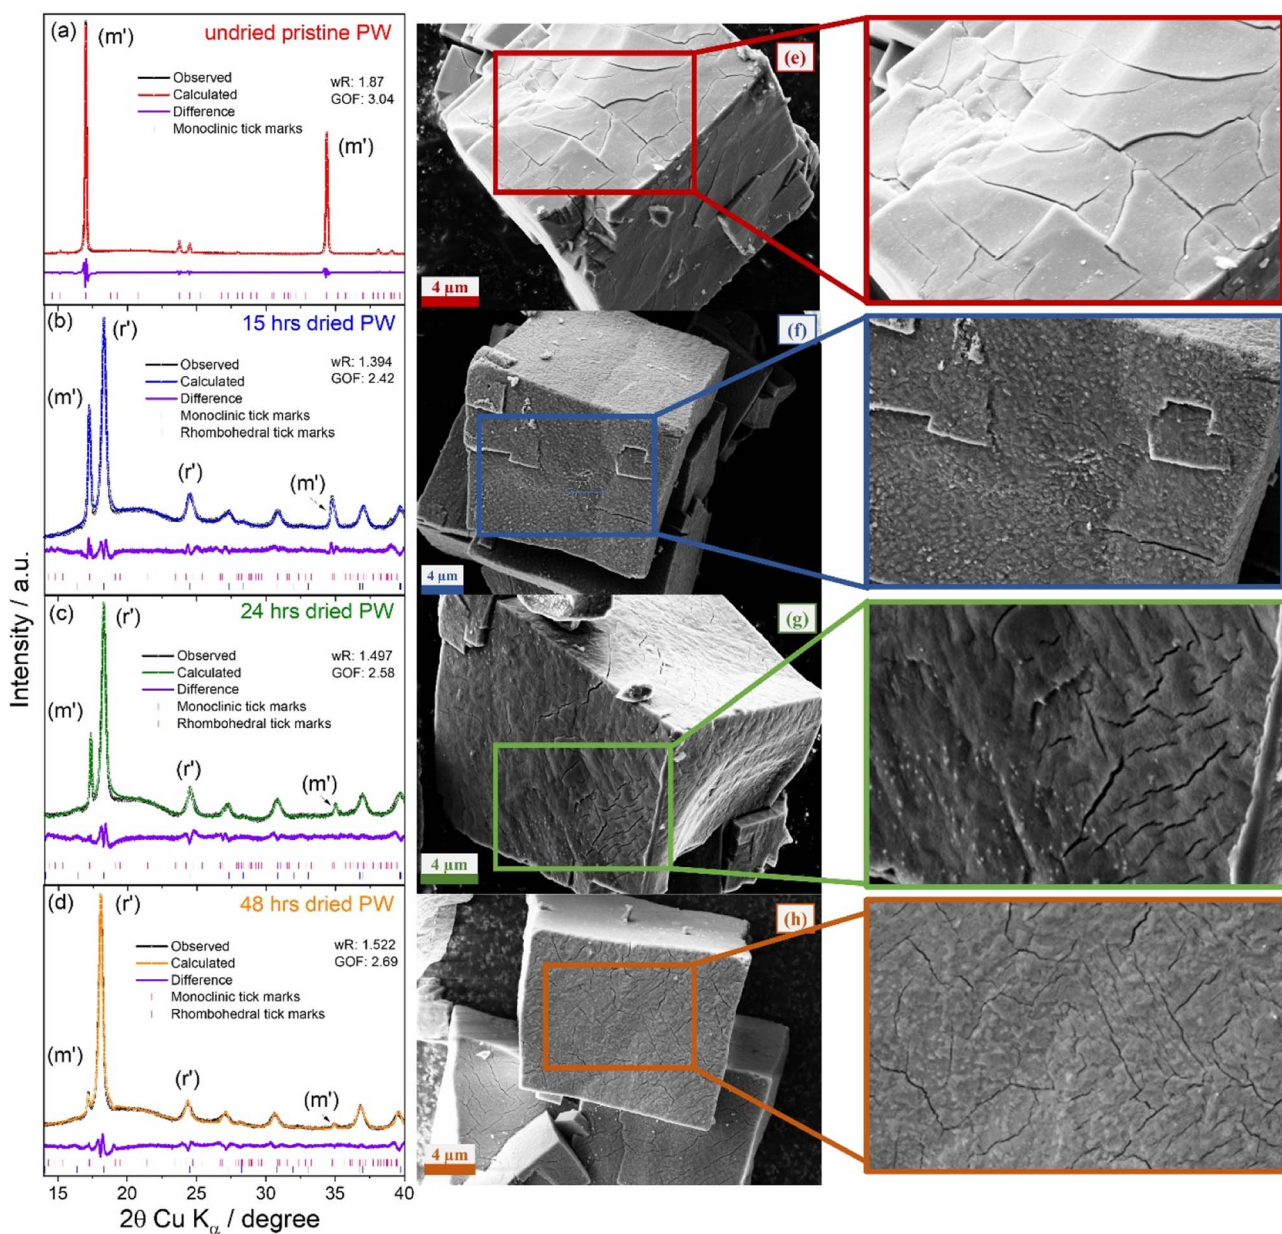 (a)
undried pristine PW
(m')
Observed
Calculated
Difference
Monoclinic tick marks
wR: 1.87
GOF: 3.04
(m')
(b)
15 hrs dried PW
(r')
Observed
Calculated
Difference
Monoclinic tick marks
Rhombohedral tick marks
wR: 1.394
GOF: 2.42
(m')
(r')
(m')
(c)
24 hrs dried PW
(r')
Observed
Calculated
Difference
Monoclinic tick marks
Rhombohedral tick marks
wR: 1.497
GOF: 2.58
(m')
(r')
(m')
(d)
48 hrs dried PW
(r')
Observed
Calculated
Difference
Monoclinic tick marks
Rhombohedral tick marks
wR: 1.522
GOF: 2.69
(m')
(r')
(m')
15 20 25 30 35 40
2θ Cu Kα / degree
Intensity / a.u.
(e)
4 µm
(f)
4 µm
(g)
4 µm
(h)
4 µm